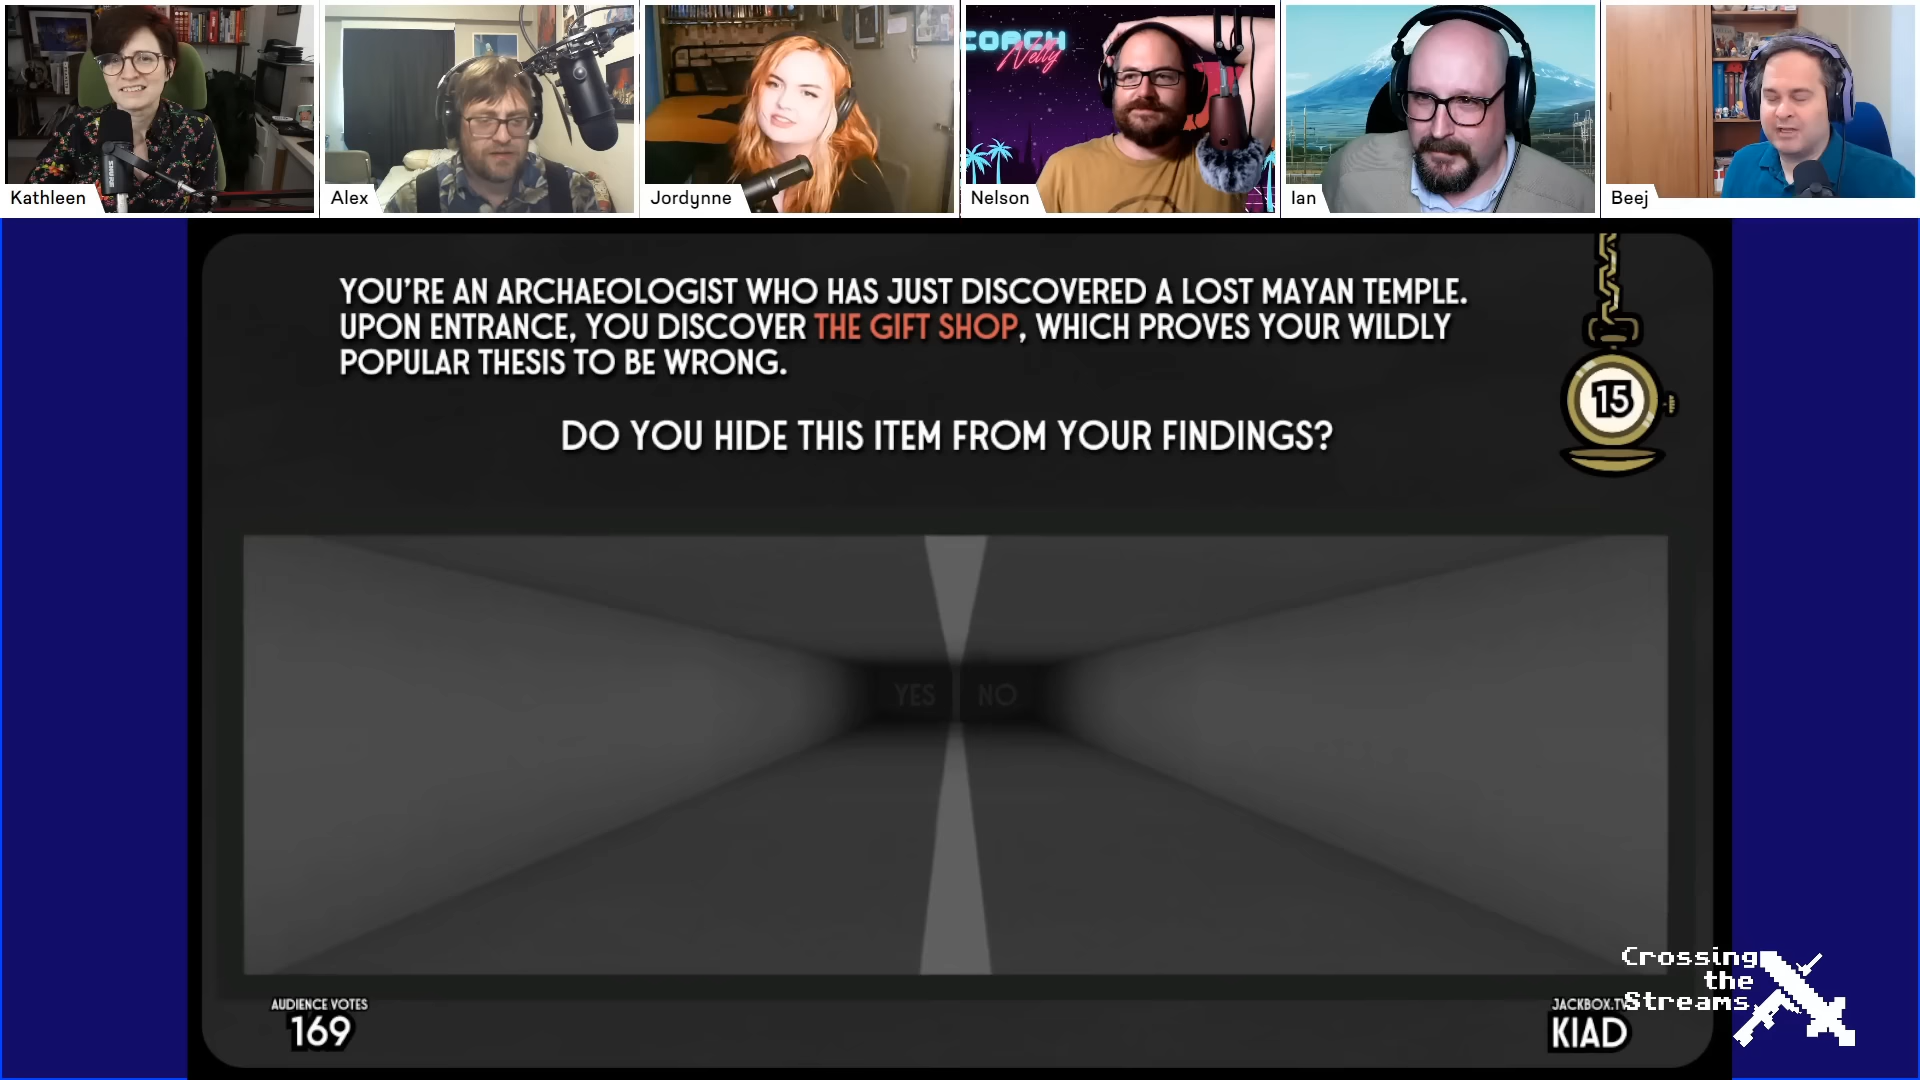 COACH
Nelly
Kathleen
Alex
Jordynne
Nelson
Ian
Beej
YOU'RE AN ARCHAEOLOGIST WHO HAS JUST DISCOVERED A LOST MAYAN TEMPLE.
UPON ENTRANCE, YOU DISCOVER THE GIFT SHOP, WHICH PROVES YOUR WILDLY
POPULAR THESIS TO BE WRONG.
15
DO YOU HIDE THIS ITEM FROM YOUR FINDINGS?
YES NO
AUDIENCE VOTES
169
JACKBOX.TV
KIAD
Crossing
the
Streams